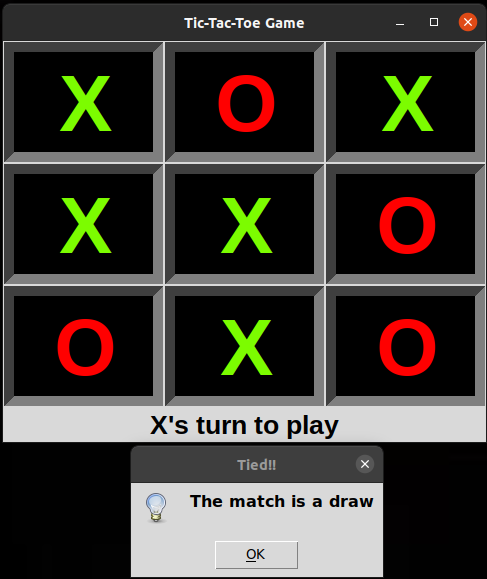 Tic-Tac-Toe Game
X O X
X X O
O X O
X's turn to play
Tied!!
The match is a draw
OK